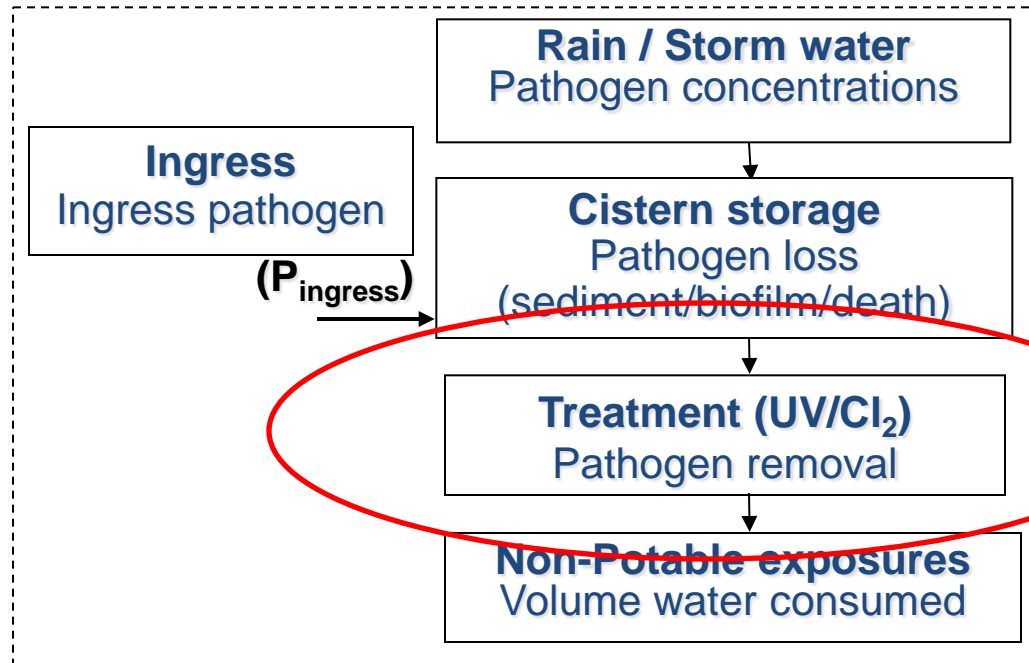 Rain / Storm water
Pathogen concentrations
Ingress
Ingress pathogen
(P_ingress)
Cistern storage
Pathogen loss
(sediment/biofilm/death)
Treatment (UV/Cl₂)
Pathogen removal
Non-Potable exposures
Volume water consumed